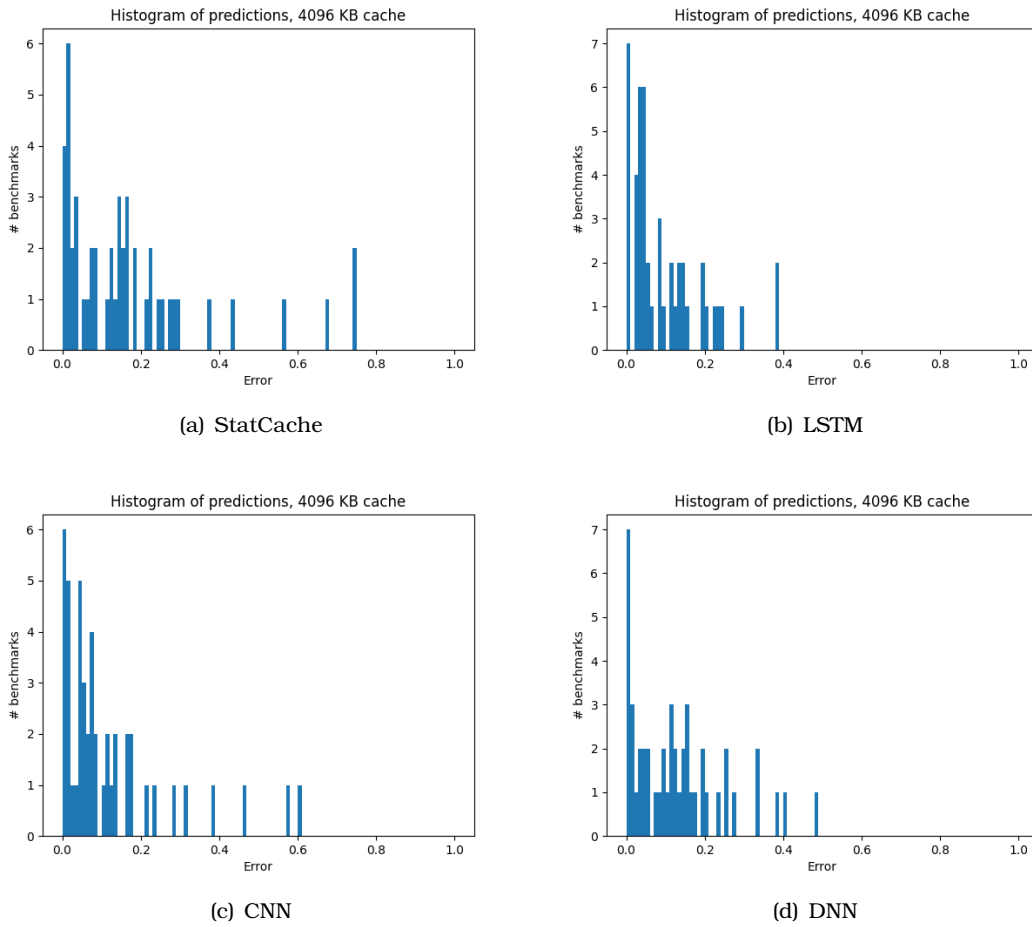 Histogram of predictions, 4096 KB cache
6
5
4
3
2
1
0
# benchmarks
0.0 0.2 0.4 0.6 0.8 1.0
Error
(a) StatCache
Histogram of predictions, 4096 KB cache
7
6
5
4
3
2
1
0
# benchmarks
0.0 0.2 0.4 0.6 0.8 1.0
Error
(b) LSTM
Histogram of predictions, 4096 KB cache
6
5
4
3
2
1
0
# benchmarks
0.0 0.2 0.4 0.6 0.8 1.0
Error
(c) CNN
Histogram of predictions, 4096 KB cache
7
6
5
4
3
2
1
0
# benchmarks
0.0 0.2 0.4 0.6 0.8 1.0
Error
(d) DNN